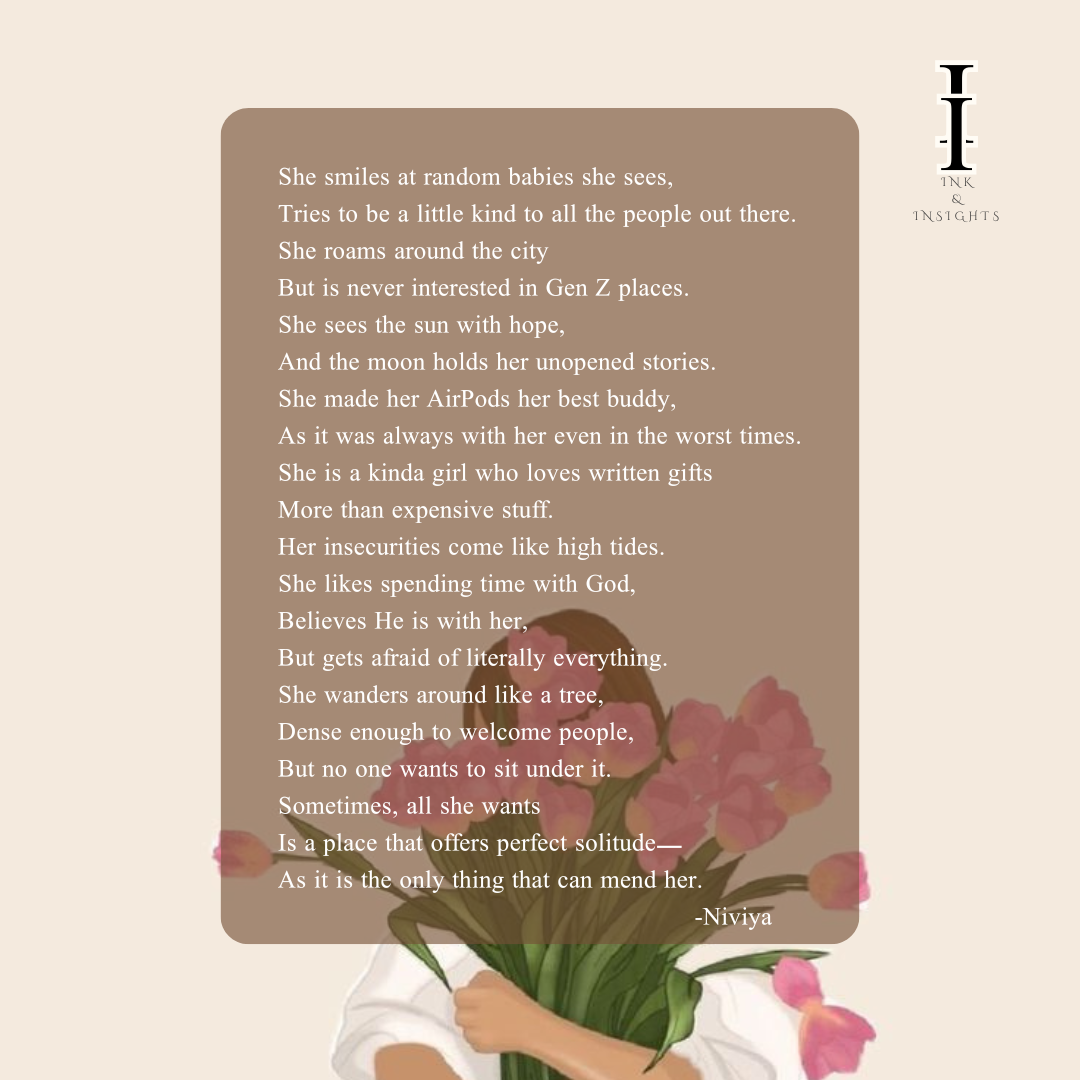 I
I
INK
&
INSIGHTS
She smiles at random babies she sees,
Tries to be a little kind to all the people out there.
She roams around the city
But is never interested in Gen Z places.
She sees the sun with hope,
And the moon holds her unopened stories.
She made her AirPods her best buddy,
As it was always with her even in the worst times.
She is a kinda girl who loves written gifts
More than expensive stuff.
Her insecurities come like high tides.
She likes spending time with God,
Believes He is with her,
But gets afraid of literally everything.
She wanders around like a tree,
Dense enough to welcome people,
But no one wants to sit under it.
Sometimes, all she wants
Is a place that offers perfect solitude—
As it is the only thing that can mend her.
-Niviya